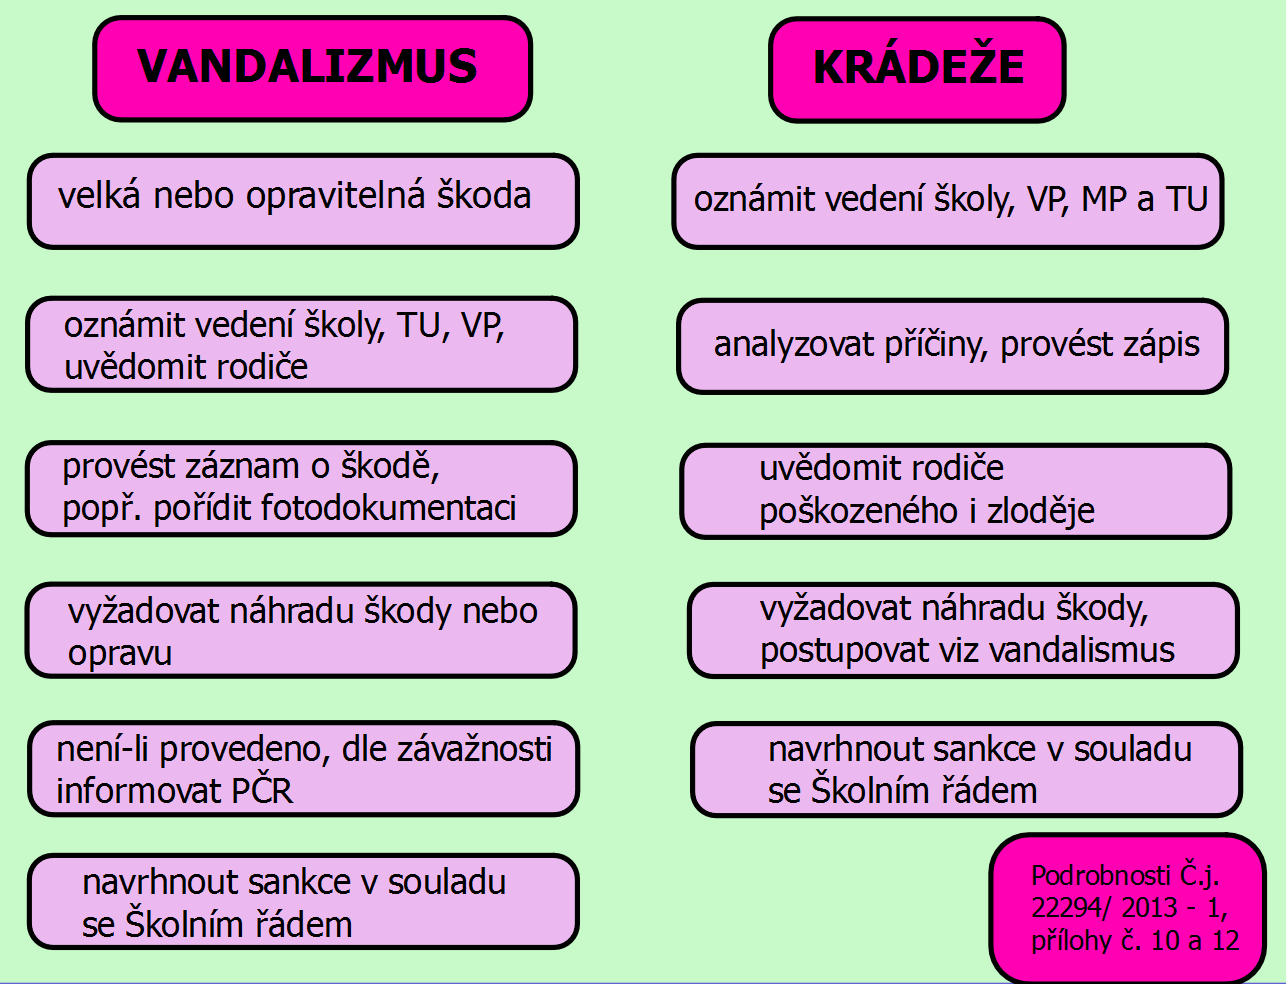 VANDALIZMUS
velká nebo opravitelná škoda
oznámit vedení školy, TU, VP,
uvědomit rodiče
provést záznam o škodě,
popř. pořídit fotodokumentaci
vyžadovat náhradu škody nebo
opravu
není-li provedeno, dle závažnosti
informovat PČR
navrhnout sankce v souladu
se Školním řádem
KRÁDEŽE
oznámit vedení školy, VP, MP a TU
analyzovat příčiny, provést zápis
uvědomit rodiče
poškozeného i zloděje
vyžadovat náhradu škody,
postupovat viz vandalismus
navrhnout sankce v souladu
se Školním řádem
Podrobnosti Č.j.
22294/ 2013 - 1,
přílohy č. 10 a 12